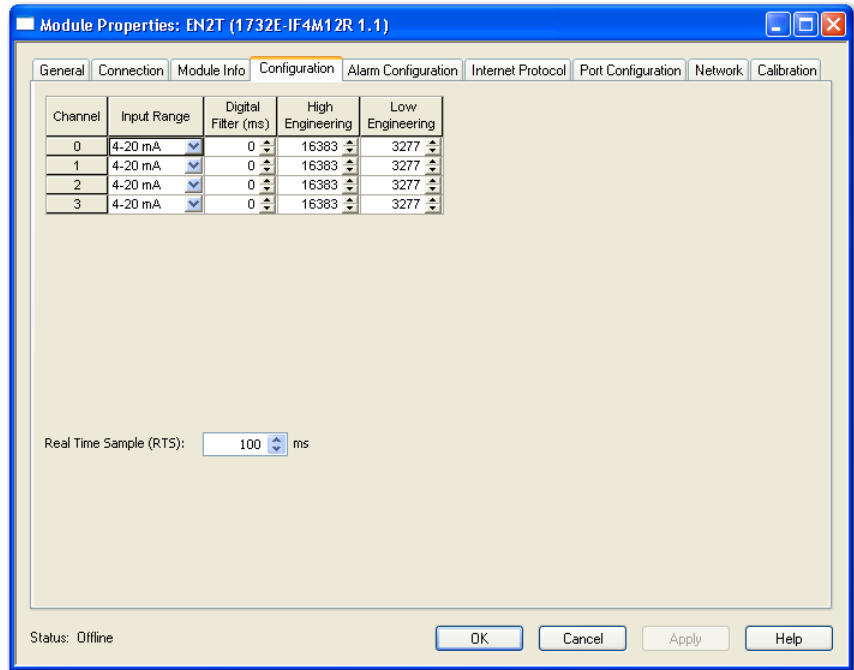 Module Properties: EN2T (1732E-IF4M12R 1.1)
General Connection Module Info Configuration Alarm Configuration Internet Protocol Port Configuration Network Calibration
Channel Input Range Digital Filter (ms) High Engineering Low Engineering
0 4-20 mA 0 16383 3277
1 4-20 mA 0 16383 3277
2 4-20 mA 0 16383 3277
3 4-20 mA 0 16383 3277
Real Time Sample (RTS): 100 ms
Status: Offline OK Cancel Apply Help